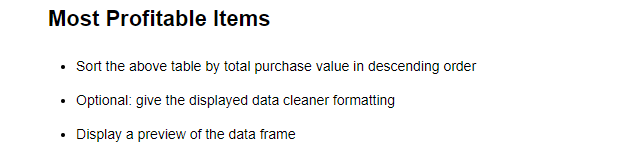 Most Profitable Items
Sort the above table by total purchase value in descending order
Optional: give the displayed data cleaner formatting
Display a preview of the data frame